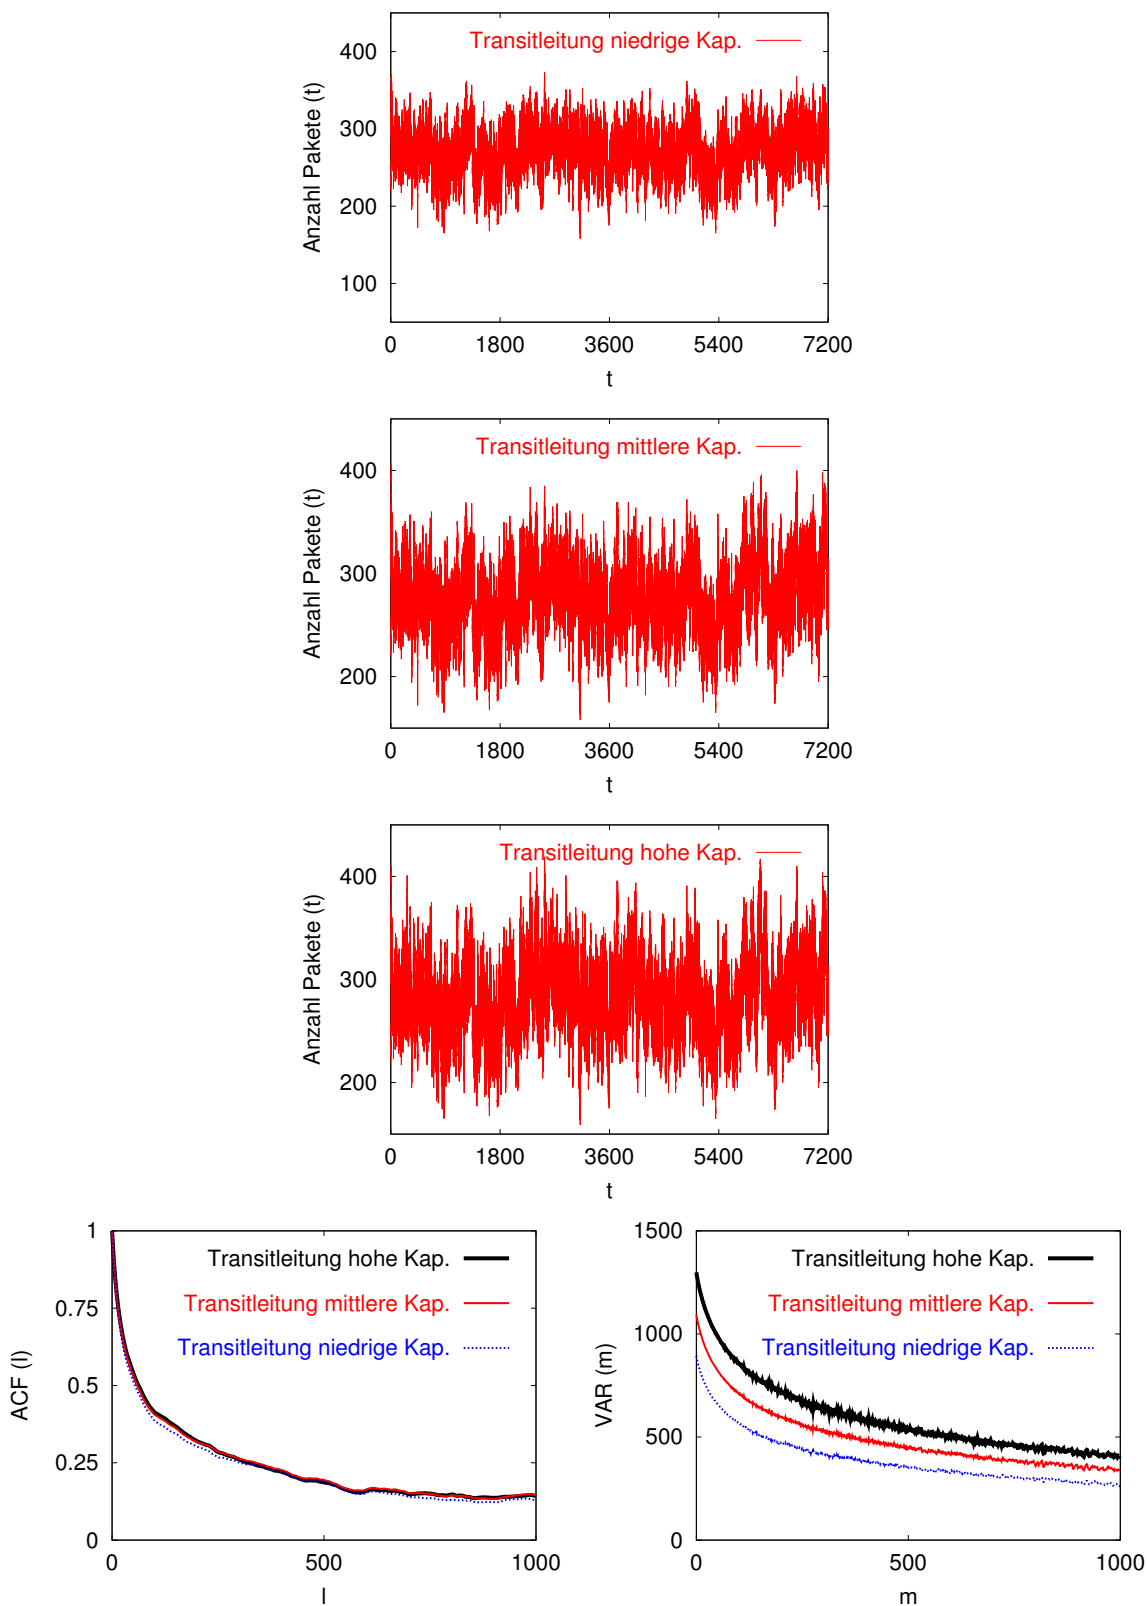 Transitleitung niedrige Kap.
Anzahl Pakete (t)
400
300
200
100
0 1800 3600 5400 7200
t
Transitleitung mittlere Kap.
Anzahl Pakete (t)
400
300
200
0 1800 3600 5400 7200
t
Transitleitung hohe Kap.
Anzahl Pakete (t)
400
300
200
0 1800 3600 5400 7200
t
ACF (l)
1
0.75
0.5
0.25
0
Transitleitung hohe Kap.
Transitleitung mittlere Kap.
Transitleitung niedrige Kap.
0 500 1000
l
VAR (m)
1500
1000
500
0
Transitleitung hohe Kap.
Transitleitung mittlere Kap.
Transitleitung niedrige Kap.
0 500 1000
m